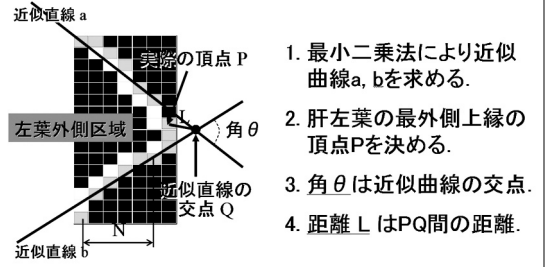 近似直線 a
実際の頂点 P
L
左葉外側区域
角θ
近似直線の
交点 Q
N
近似直線 b
1. 最小二乗法により近似
曲線a, bを求める.
2. 肝左葉の最外側上縁の
頂点Pを決める.
3. 角θは近似曲線の交点.
4. 距離 L はPQ間の距離.